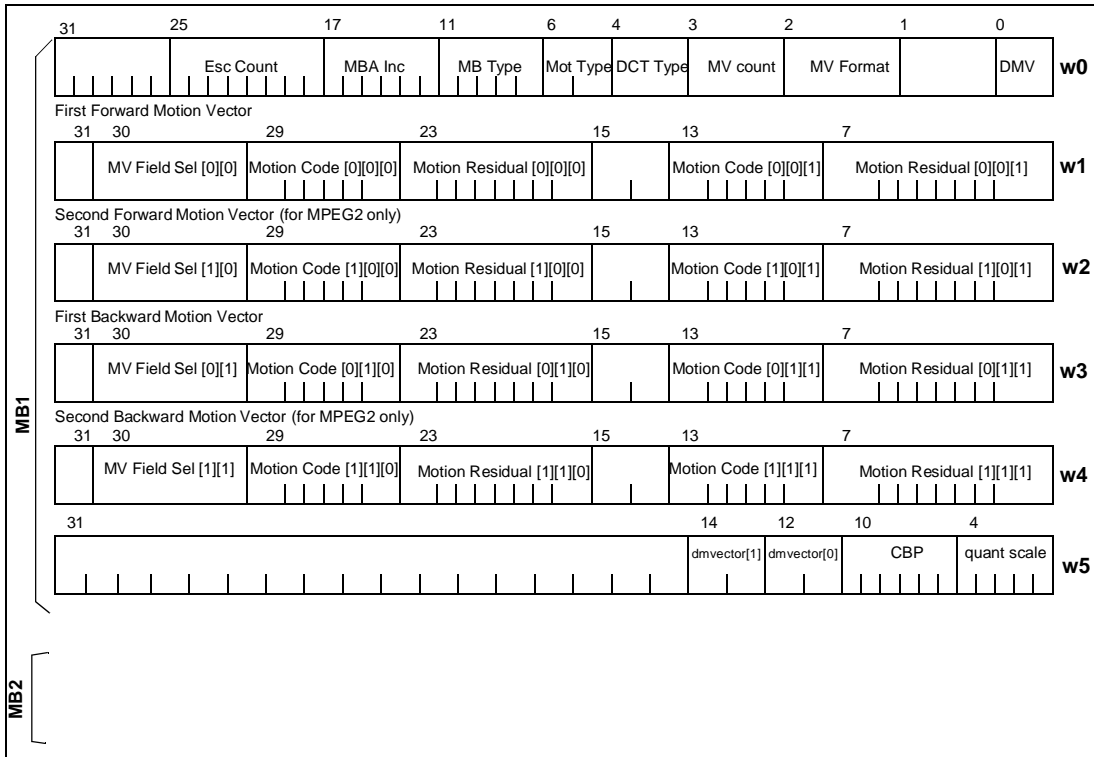 31 25 17 11 6 4 3 2 1 0
Esc Count MBA Inc MB Type Mot Type DCT Type MV count MV Format DMV w0
First Forward Motion Vector
31 30 29 23 15 13 7
MV Field Sel [0][0] Motion Code [0][0][0] Motion Residual [0][0][0] Motion Code [0][0][1] Motion Residual [0][0][1] w1
Second Forward Motion Vector (for MPEG2 only)
31 30 29 23 15 13 7
MV Field Sel [1][0] Motion Code [1][0][0] Motion Residual [1][0][0] Motion Code [1][0][1] Motion Residual [1][0][1] w2
First Backward Motion Vector
31 30 29 23 15 13 7
MV Field Sel [0][1] Motion Code [0][1][0] Motion Residual [0][1][0] Motion Code [0][1][1] Motion Residual [0][1][1] w3
MB1
Second Backward Motion Vector (for MPEG2 only)
31 30 29 23 15 13 7
MV Field Sel [1][1] Motion Code [1][1][0] Motion Residual [1][1][0] Motion Code [1][1][1] Motion Residual [1][1][1] w4
31 14 12 10 4
dmvector[1] dmvector[0] CBP quant scale w5
MB2